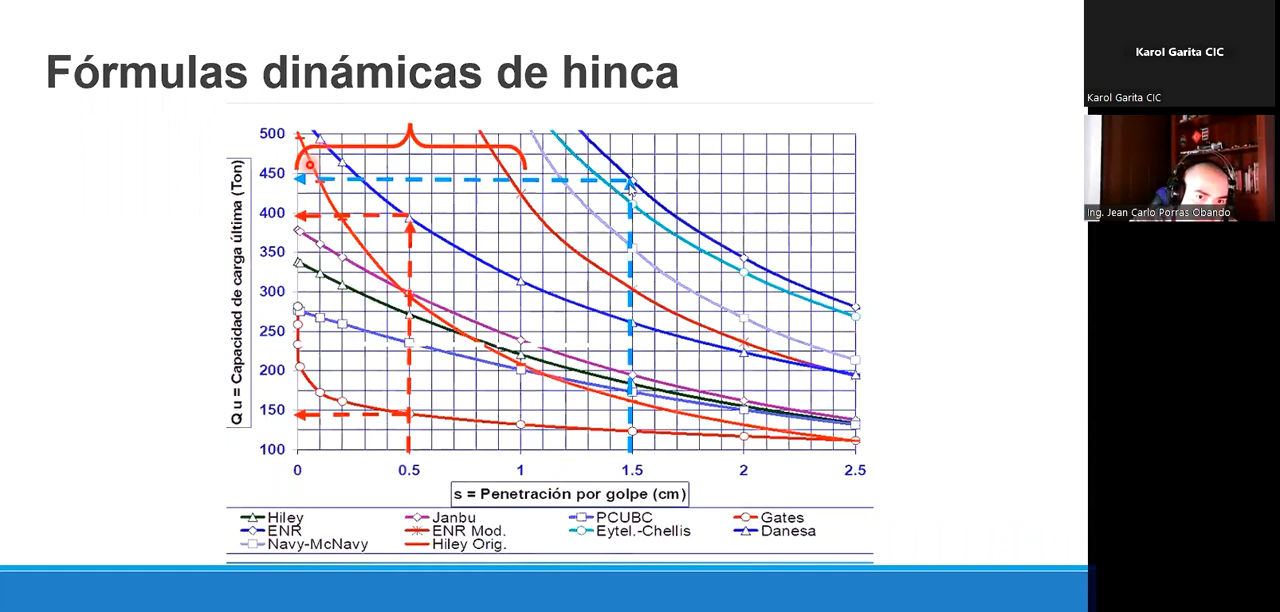 Fórmulas dinámicas de hinca
Karol Garita CIC
Karol Garita CIC
Ing. Jean Carlo Porras Obando
Qu = Capacidad de carga última (Ton)
500
450
400
350
300
250
200
150
100
0 0.5 1 1.5 2 2.5
s = Penetración por golpe (cm)
Hiley Janbu PCUBC Gates
ENR ENR Mod. Eytel.-Chellis Danesa
Navy-McNavy Hiley Orig.